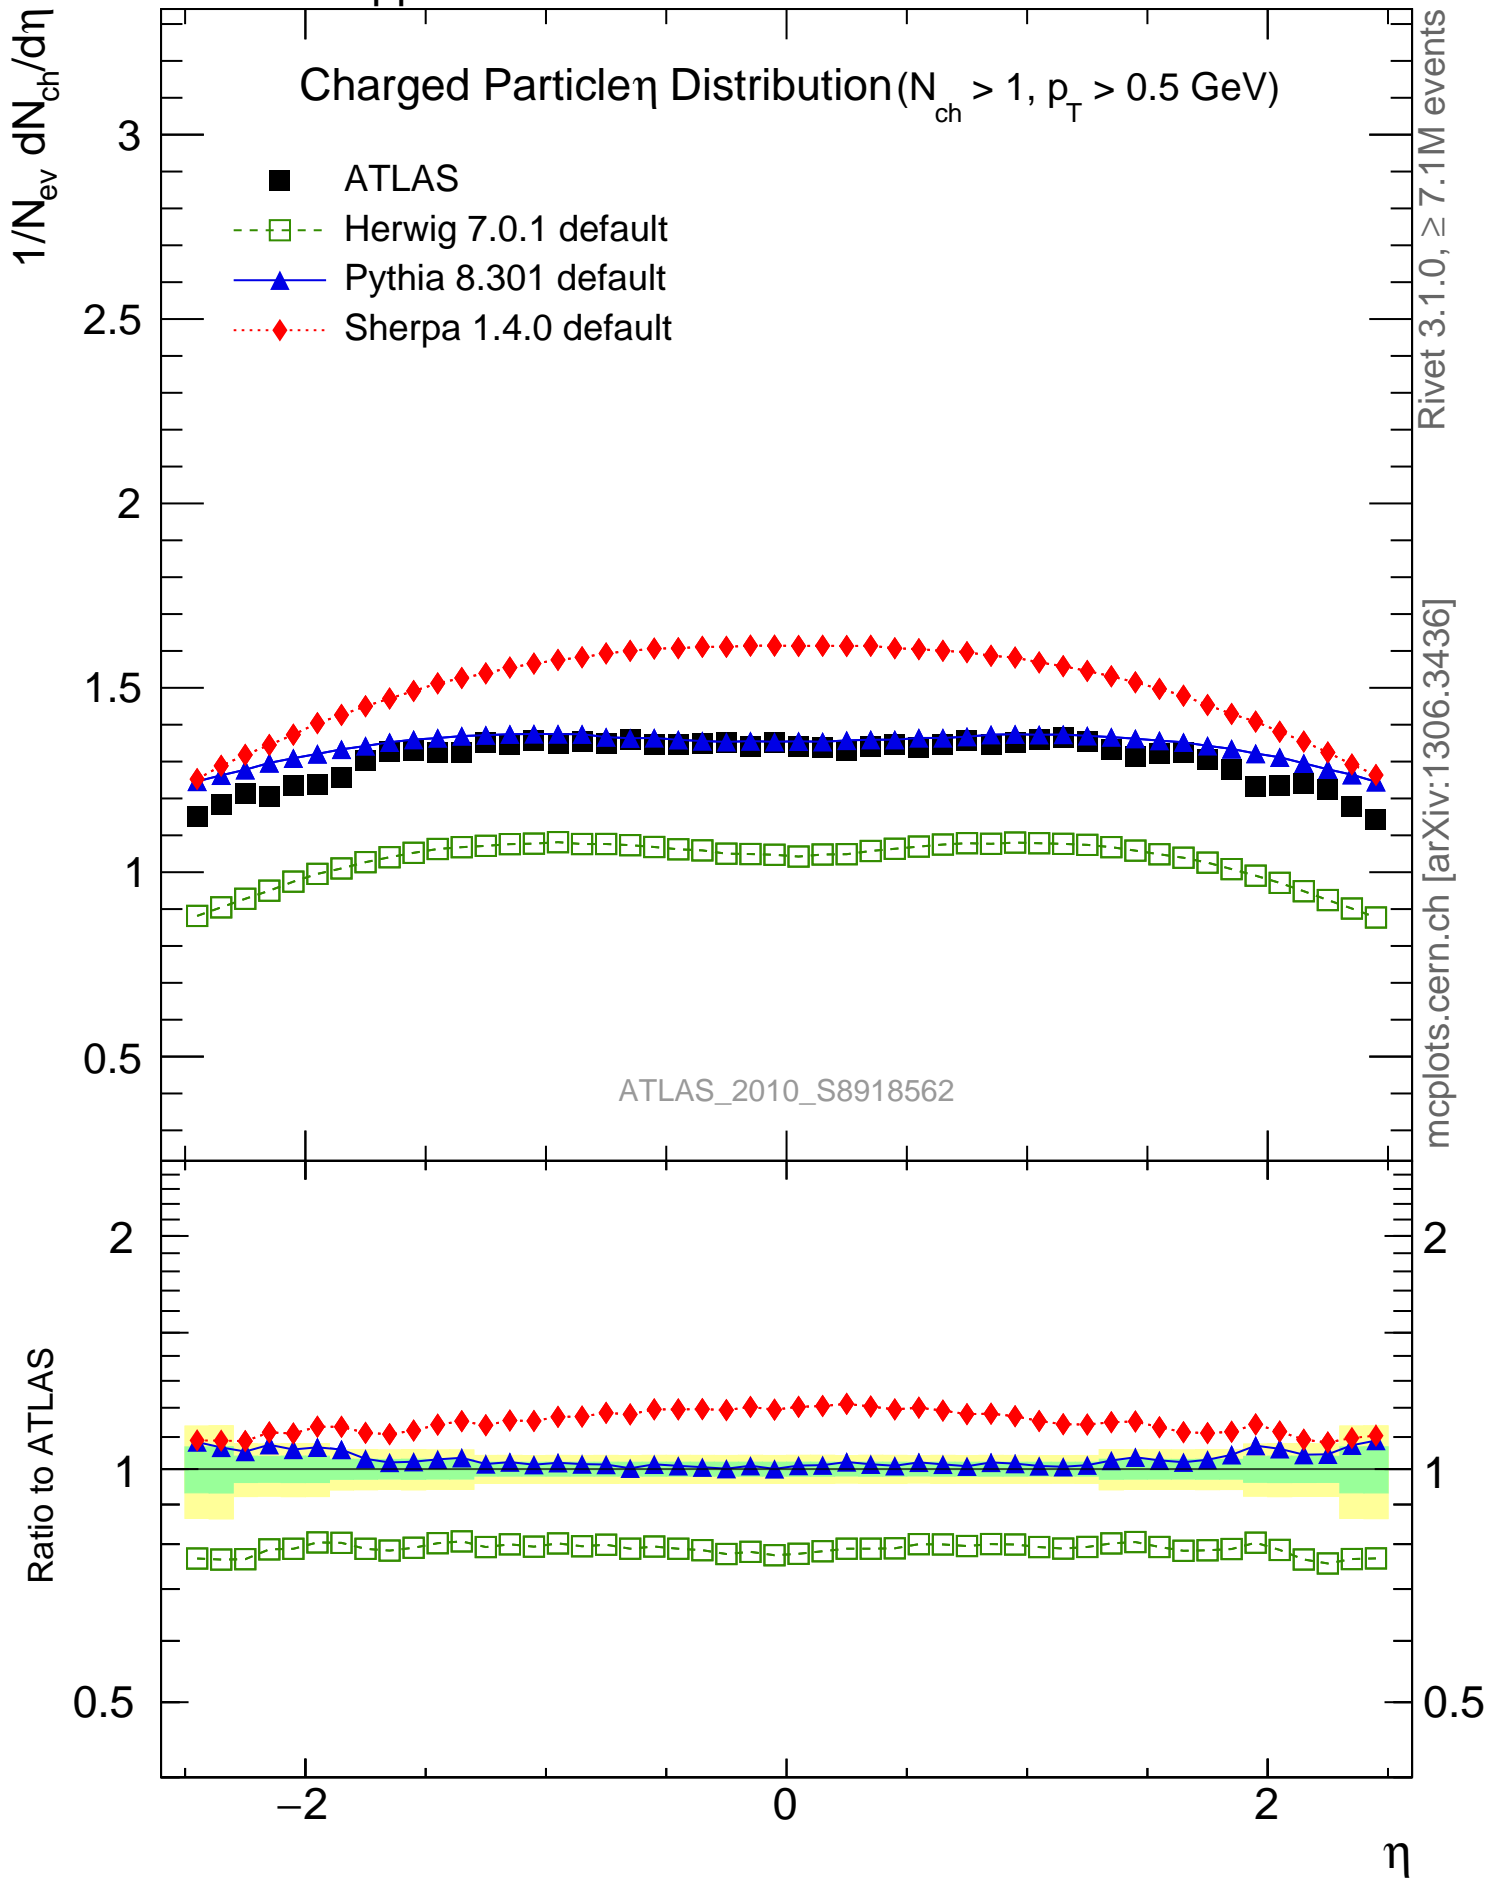 pp
1/N_ev dN_ch/dη
Charged Particleη Distribution (N_ch > 1, p_T > 0.5 GeV)
ATLAS
Herwig 7.0.1 default
Pythia 8.301 default
Sherpa 1.4.0 default
3
2.5
2
1.5
1
0.5
ATLAS_2010_S8918562
Rivet 3.1.0, ≥ 7.1M events
mcplots.cern.ch [arXiv:1306.3436]
Ratio to ATLAS
2
1
0.5
2
1
0.5
−2
0
2
η